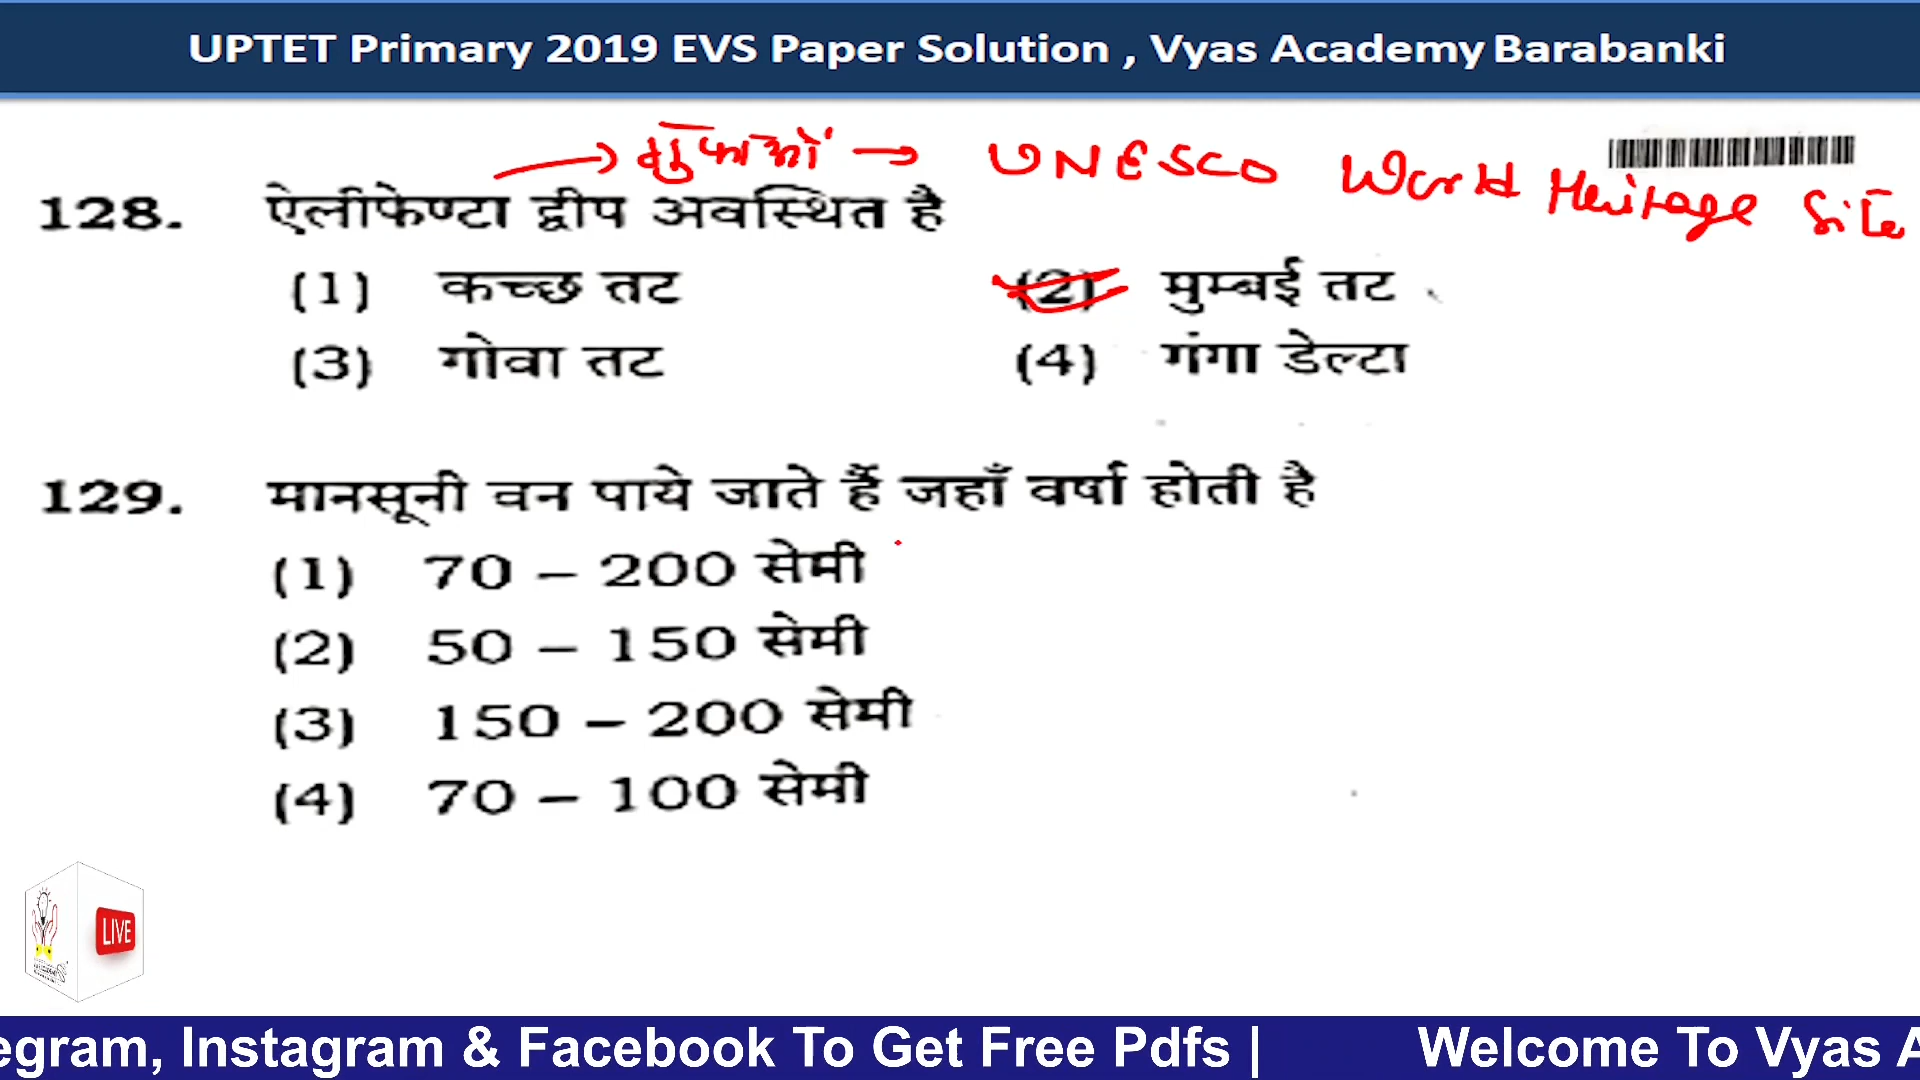 UPTET Primary 2019 EVS Paper Solution , Vyas Academy Barabanki
→ गुफाओं → UNESCO World Heritage Site
128. ऐलीफेण्टा द्वीप अवस्थित है
(1) कच्छ तट (2) मुम्बई तट
(3) गोवा तट (4) गंगा डेल्टा
129. मानसूनी वन पाये जाते हैं जहाँ वर्षा होती है
(1) 70 – 200 सेमी
(2) 50 – 150 सेमी
(3) 150 – 200 सेमी
(4) 70 – 100 सेमी
LIVE
egram, Instagram & Facebook To Get Free Pdfs | Welcome To Vyas A